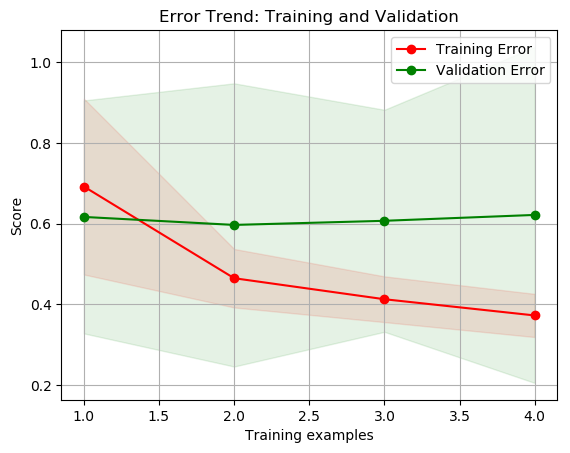 Error Trend: Training and Validation
Training Error
Validation Error
Score
1.0
0.8
0.6
0.4
0.2
1.0
1.5
2.0
2.5
3.0
3.5
4.0
Training examples